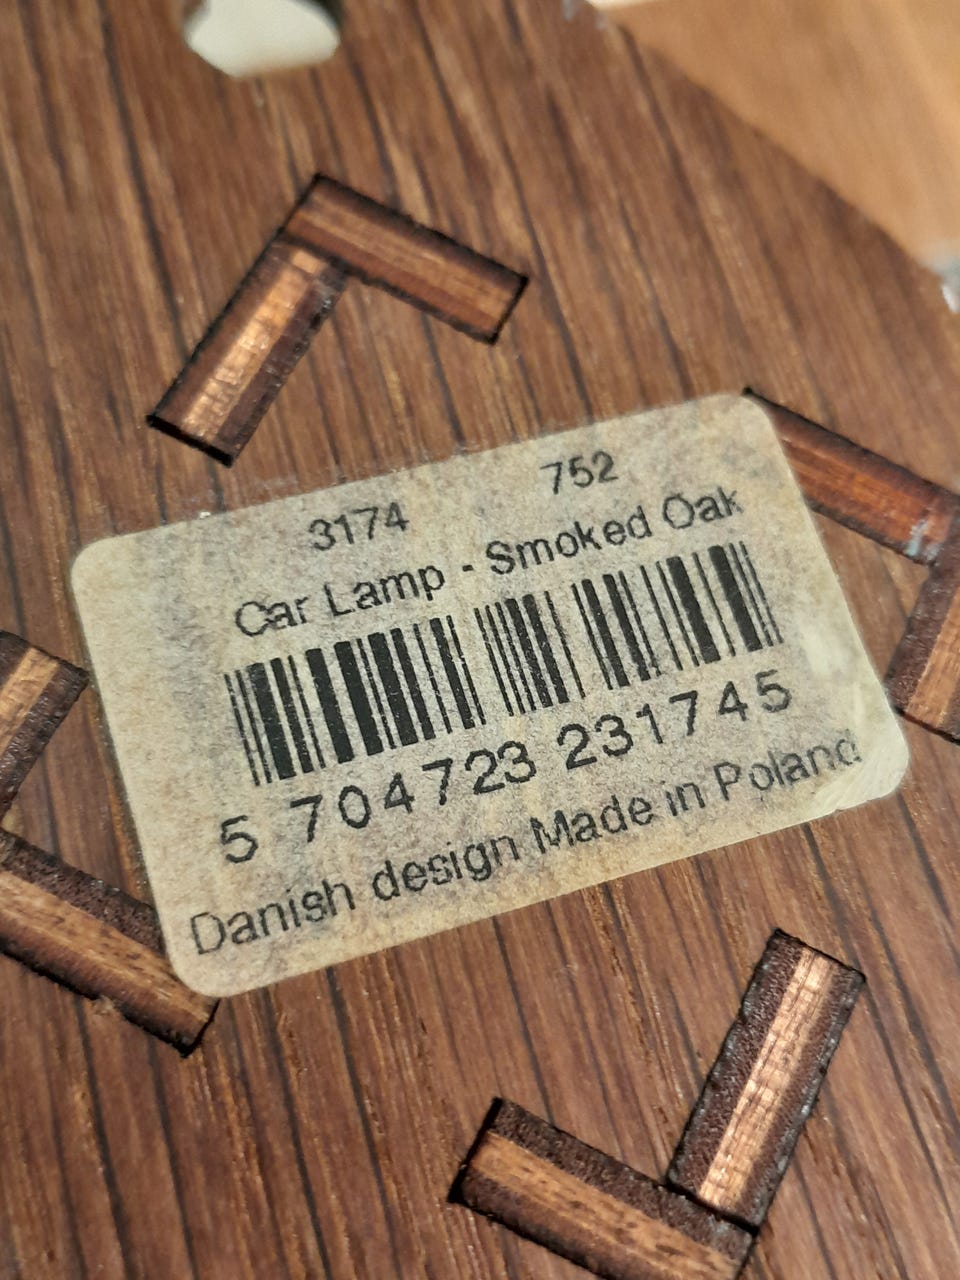 3174 752
Car Lamp - Smoked Oak
5 704723 231745
Danish design Made in Poland